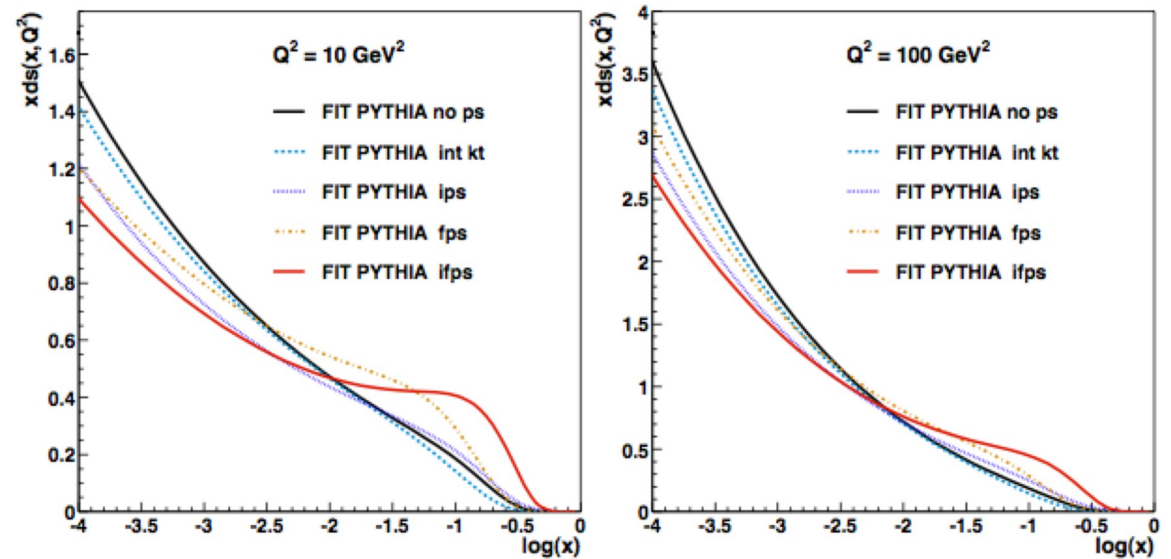 xds(x,Q²)
1.6
1.4
1.2
1
0.8
0.6
0.4
0.2
0
Q² = 10 GeV²
FIT PYTHIA no ps
FIT PYTHIA int kt
FIT PYTHIA ips
FIT PYTHIA fps
FIT PYTHIA ifps
-4 -3.5 -3 -2.5 -2 -1.5 -1 -0.5 0
log(x)
xds(x,Q²)
4
3.5
3
2.5
2
1.5
1
0.5
0
Q² = 100 GeV²
FIT PYTHIA no ps
FIT PYTHIA int kt
FIT PYTHIA ips
FIT PYTHIA fps
FIT PYTHIA ifps
-4 -3.5 -3 -2.5 -2 -1.5 -1 -0.5 0
log(x)